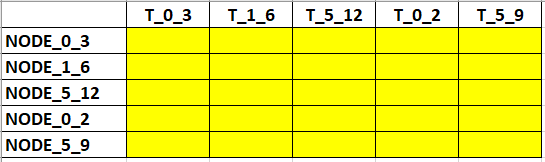 T_0_3 T_1_6 T_5_12 T_0_2 T_5_9
NODE_0_3
NODE_1_6
NODE_5_12
NODE_0_2
NODE_5_9